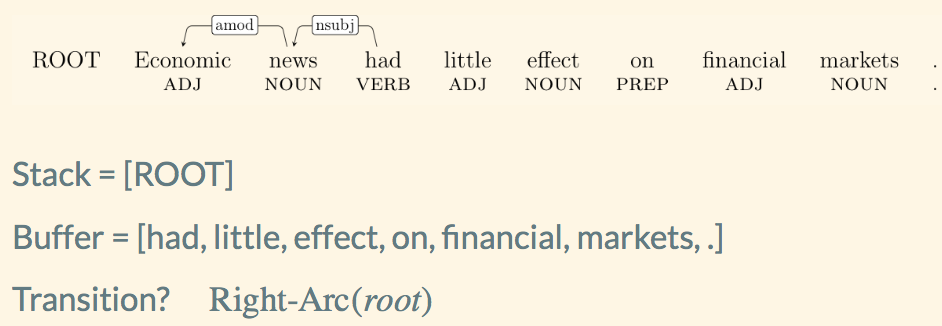 amod nsubj
ROOT Economic news had little effect on financial markets .
ADJ NOUN VERB ADJ NOUN PREP ADJ NOUN .
Stack = [ROOT]
Buffer = [had, little, effect, on, financial, markets, .]
Transition? Right-Arc(root)